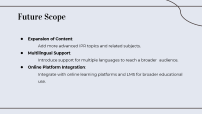 Future Scope
● Expansion of Content
Add more advanced IPR topics and related subjects.
● Multilingual Support
Introduce support for multiple languages to reach a broader audience.
● Online Platform Integration
Integrate with online learning platforms and LMS for broader educational
use.